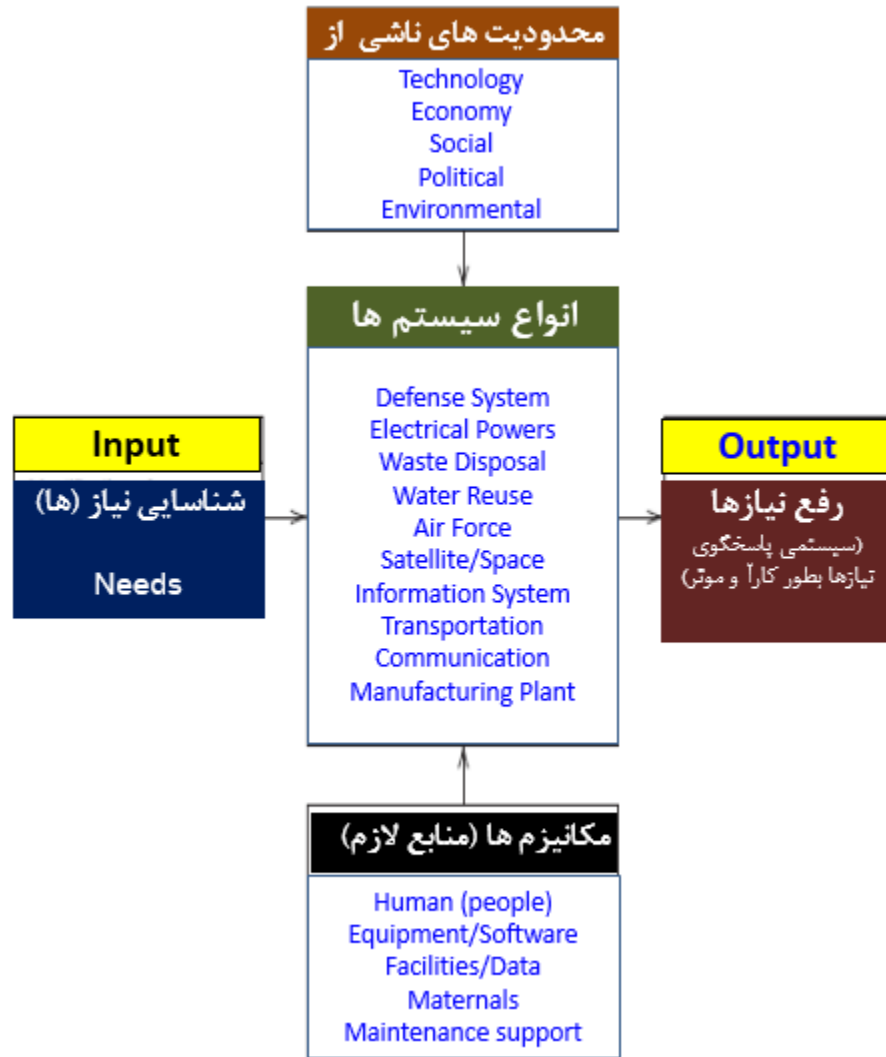 محدودیت های ناشی از
Technology
Economy
Social
Political
Environmental
انواع سیستم ها
Defense System
Electrical Powers
Waste Disposal
Water Reuse
Air Force
Satellite/Space
Information System
Transportation
Communication
Manufacturing Plant
Input
شناسایی نیاز (ها)
Needs
Output
رفع نیازها
(سیستمی پاسخگوی
نیازها بطور کارآ و موثر)
مکانیزم ها (منابع لازم)
Human (people)
Equipment/Software
Facilities/Data
Maternals
Maintenance support